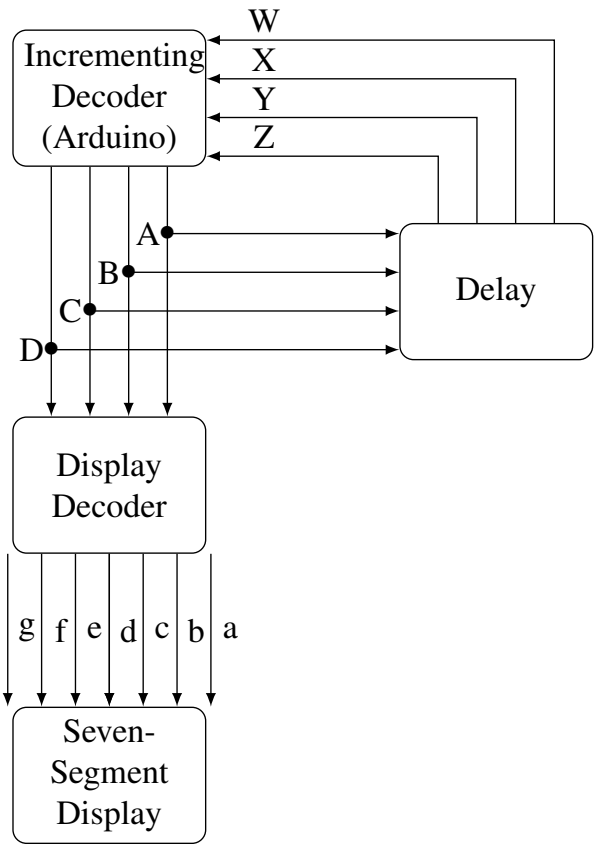 W
Incrementing
Decoder
(Arduino)
X
Y
Z
A
B
C
D
Delay
Display
Decoder
g f e d c b a
Seven-
Segment
Display